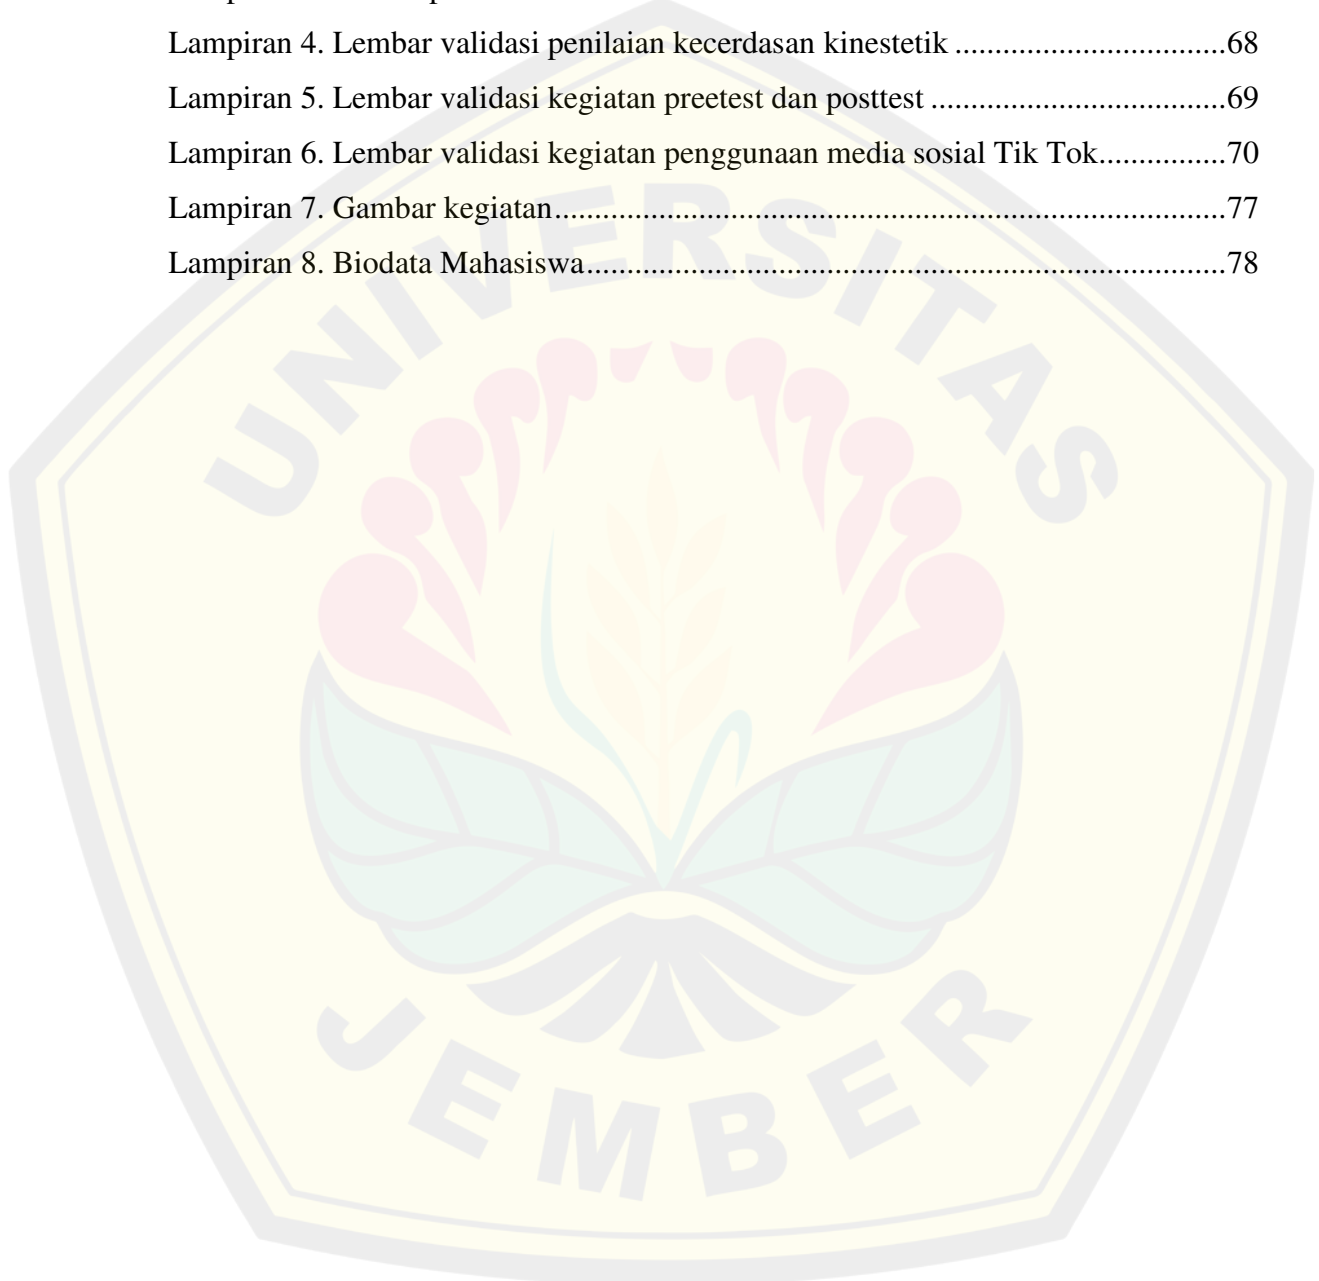 Lampiran 4. Lembar validasi penilaian kecerdasan kinestetik ..................................68
Lampiran 5. Lembar validasi kegiatan preetest dan posttest .....................................69
Lampiran 6. Lembar validasi kegiatan penggunaan media sosial Tik Tok................70
Lampiran 7. Gambar kegiatan....................................................................................77
Lampiran 8. Biodata Mahasiswa................................................................................78
UNIVERSITAS
JEMBER